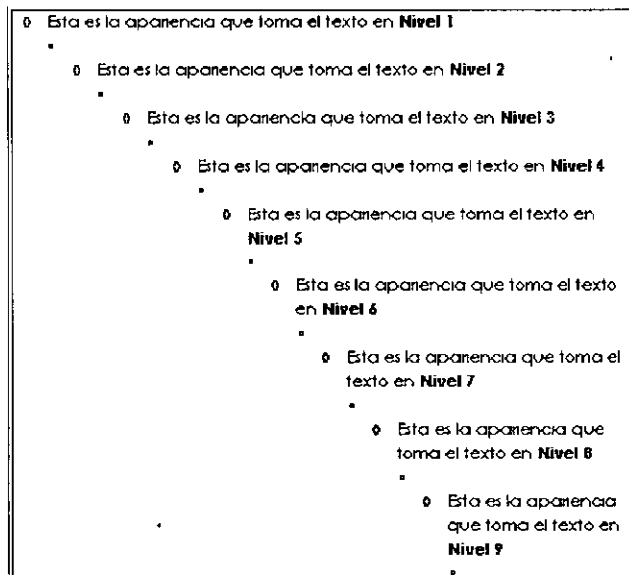 ◊ Esta es la apariencia que toma el texto en Nivel 1
▪
◊ Esta es la apariencia que toma el texto en Nivel 2
▪
◊ Esta es la apariencia que toma el texto en Nivel 3
▪
◊ Esta es la apariencia que toma el texto en Nivel 4
▪
◊ Esta es la apariencia que toma el texto en
Nivel 5
▪
◊ Esta es la apariencia que toma el texto
en Nivel 6
▪
◊ Esta es la apariencia que toma el
texto en Nivel 7
▪
◊ Esta es la apariencia que
toma el texto en Nivel 8
▪
◊ Esta es la apariencia
que toma el texto en
Nivel 9
▪